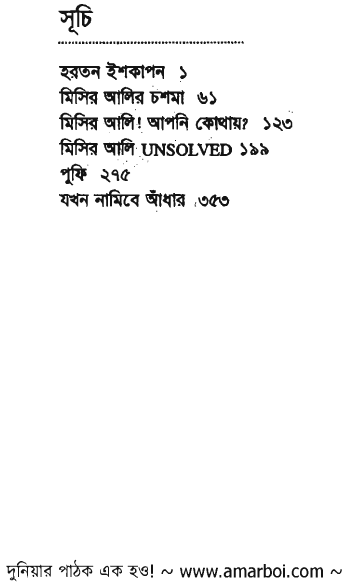 সূচি
হরতন ইশকাপন ১
মিসির আলির চশমা ৬১
মিসির আলি! আপনি কোথায়? ১২৩
মিসির আলি UNSOLVED ১৯৯
পুফি ২৭৫
যখন নামিবে আঁধার ৩৫৩
দুনিয়ার পাঠক এক হও! ~ www.amarboi.com ~